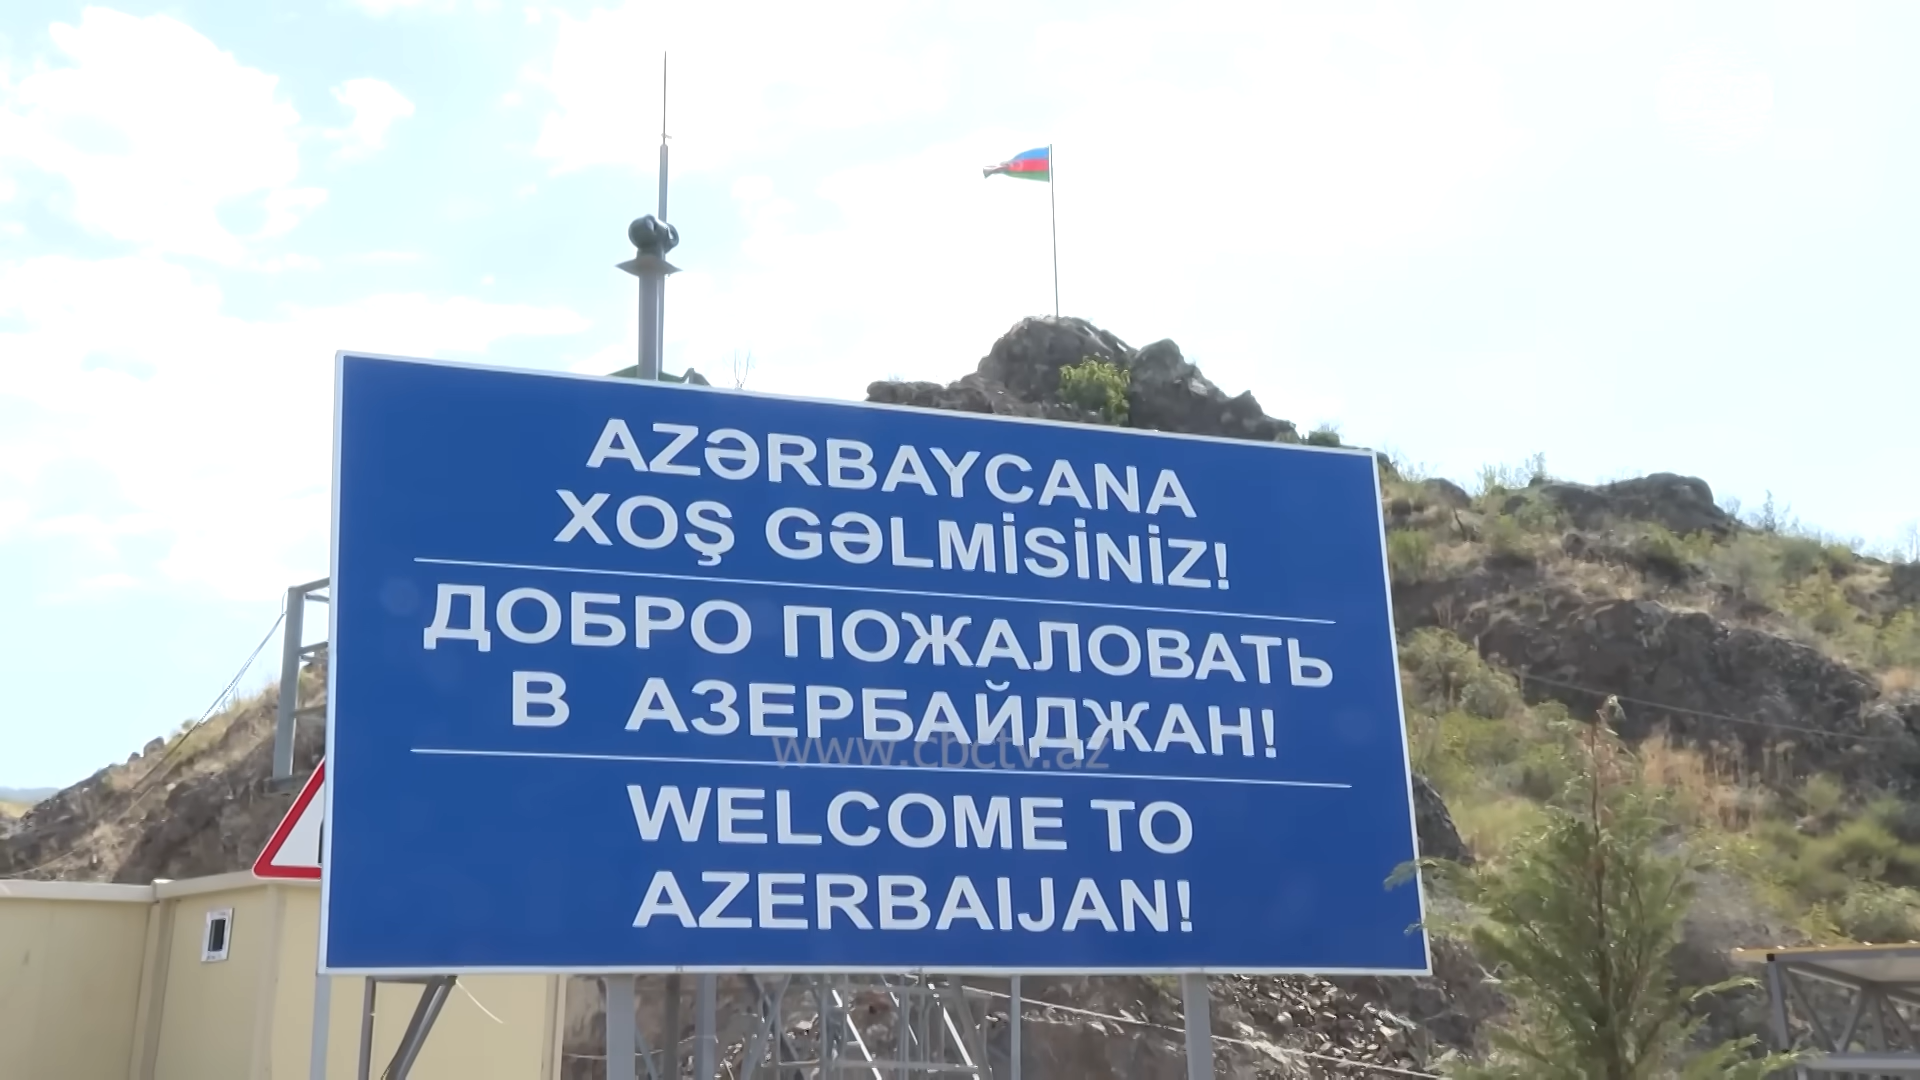 AZƏRBAYCANA
XOŞ GƏLMİSİNİZ!
ДОБРО ПОЖАЛОВАТЬ
В АЗЕРБАЙДЖАН!
www.cbctv.az
WELCOME TO
AZERBAIJAN!